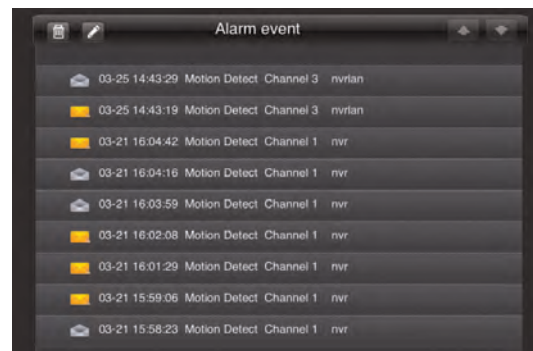 Alarm event
03-25 14:43:29 Motion Detect Channel 3 nvrlan
03-25 14:43:19 Motion Detect Channel 3 nvrlan
03-21 16:04:42 Motion Detect Channel 1 nvr
03-21 16:04:16 Motion Detect Channel 1 nvr
03-21 16:03:59 Motion Detect Channel 1 nvr
03-21 16:02:08 Motion Detect Channel 1 nvr
03-21 16:01:29 Motion Detect Channel 1 nvr
03-21 15:59:06 Motion Detect Channel 1 nvr
03-21 15:58:23 Motion Detect Channel 1 nvr